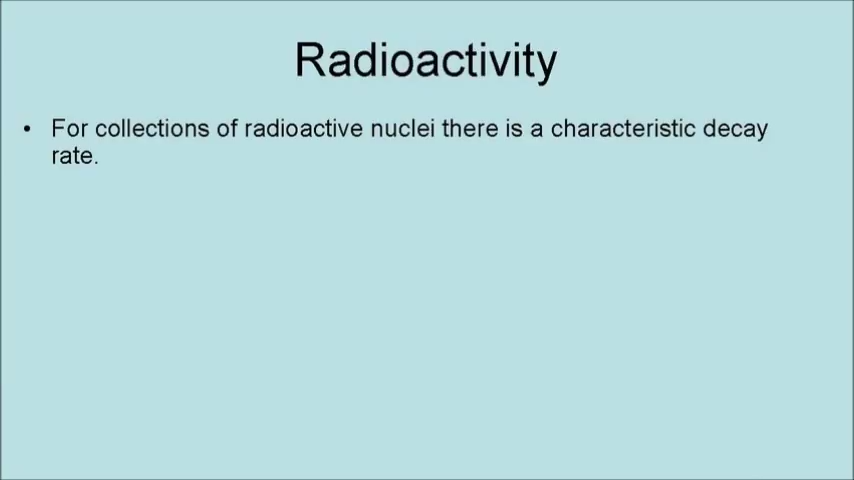 Radioactivity
• For collections of radioactive nuclei there is a characteristic decay
rate.